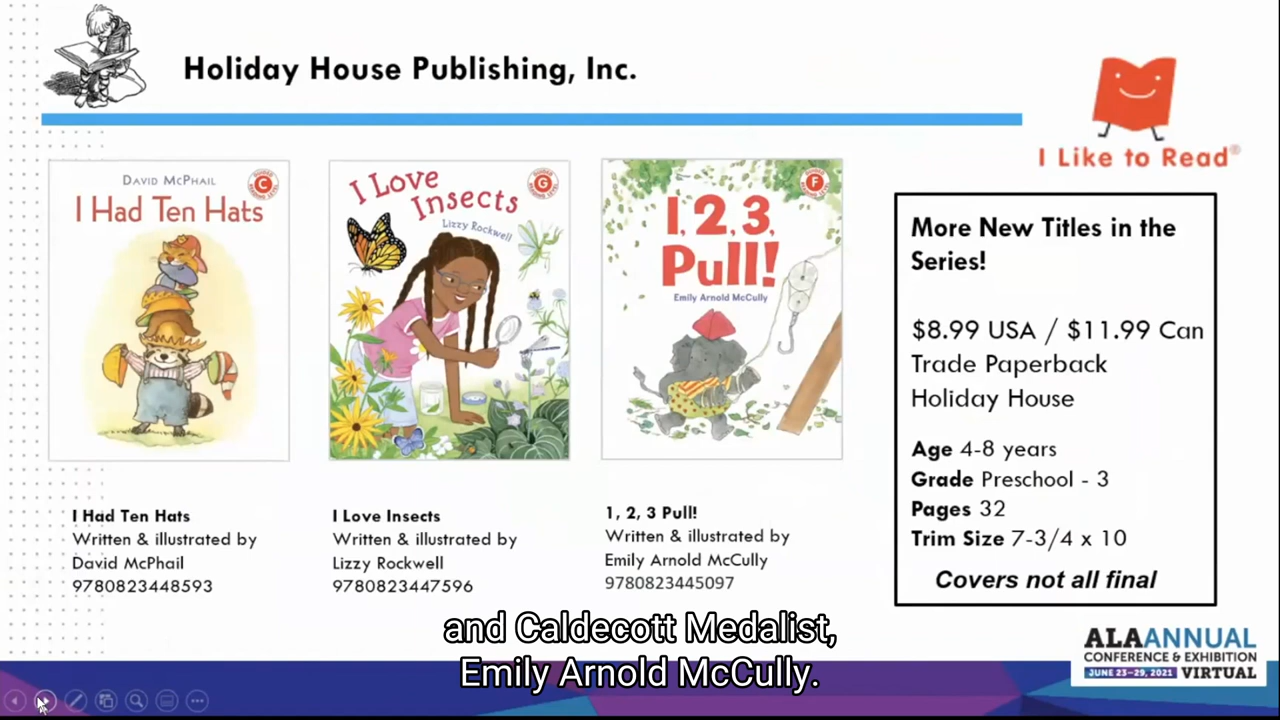 Holiday House Publishing, Inc.
I Like to Read®
DAVID MCPHAIL
C
I Had Ten Hats
I Love
Insects
Lizzy Rockwell
G
1, 2, 3,
Pull!
Emily Arnold McCully
F
More New Titles in the
Series!
$8.99 USA / $11.99 Can
Trade Paperback
Holiday House
Age 4-8 years
Grade Preschool - 3
Pages 32
Trim Size 7-3/4 x 10
Covers not all final
I Had Ten Hats
Written & illustrated by
David McPhail
9780823448593
I Love Insects
Written & illustrated by
Lizzy Rockwell
9780823447596
1, 2, 3 Pull!
Written & illustrated by
Emily Arnold McCully
9780823445097
and Caldecott Medalist,
Emily Arnold McCully.
ALAANNUAL
CONFERENCE & EXHIBITION
JUNE 23–29, 2021 VIRTUAL